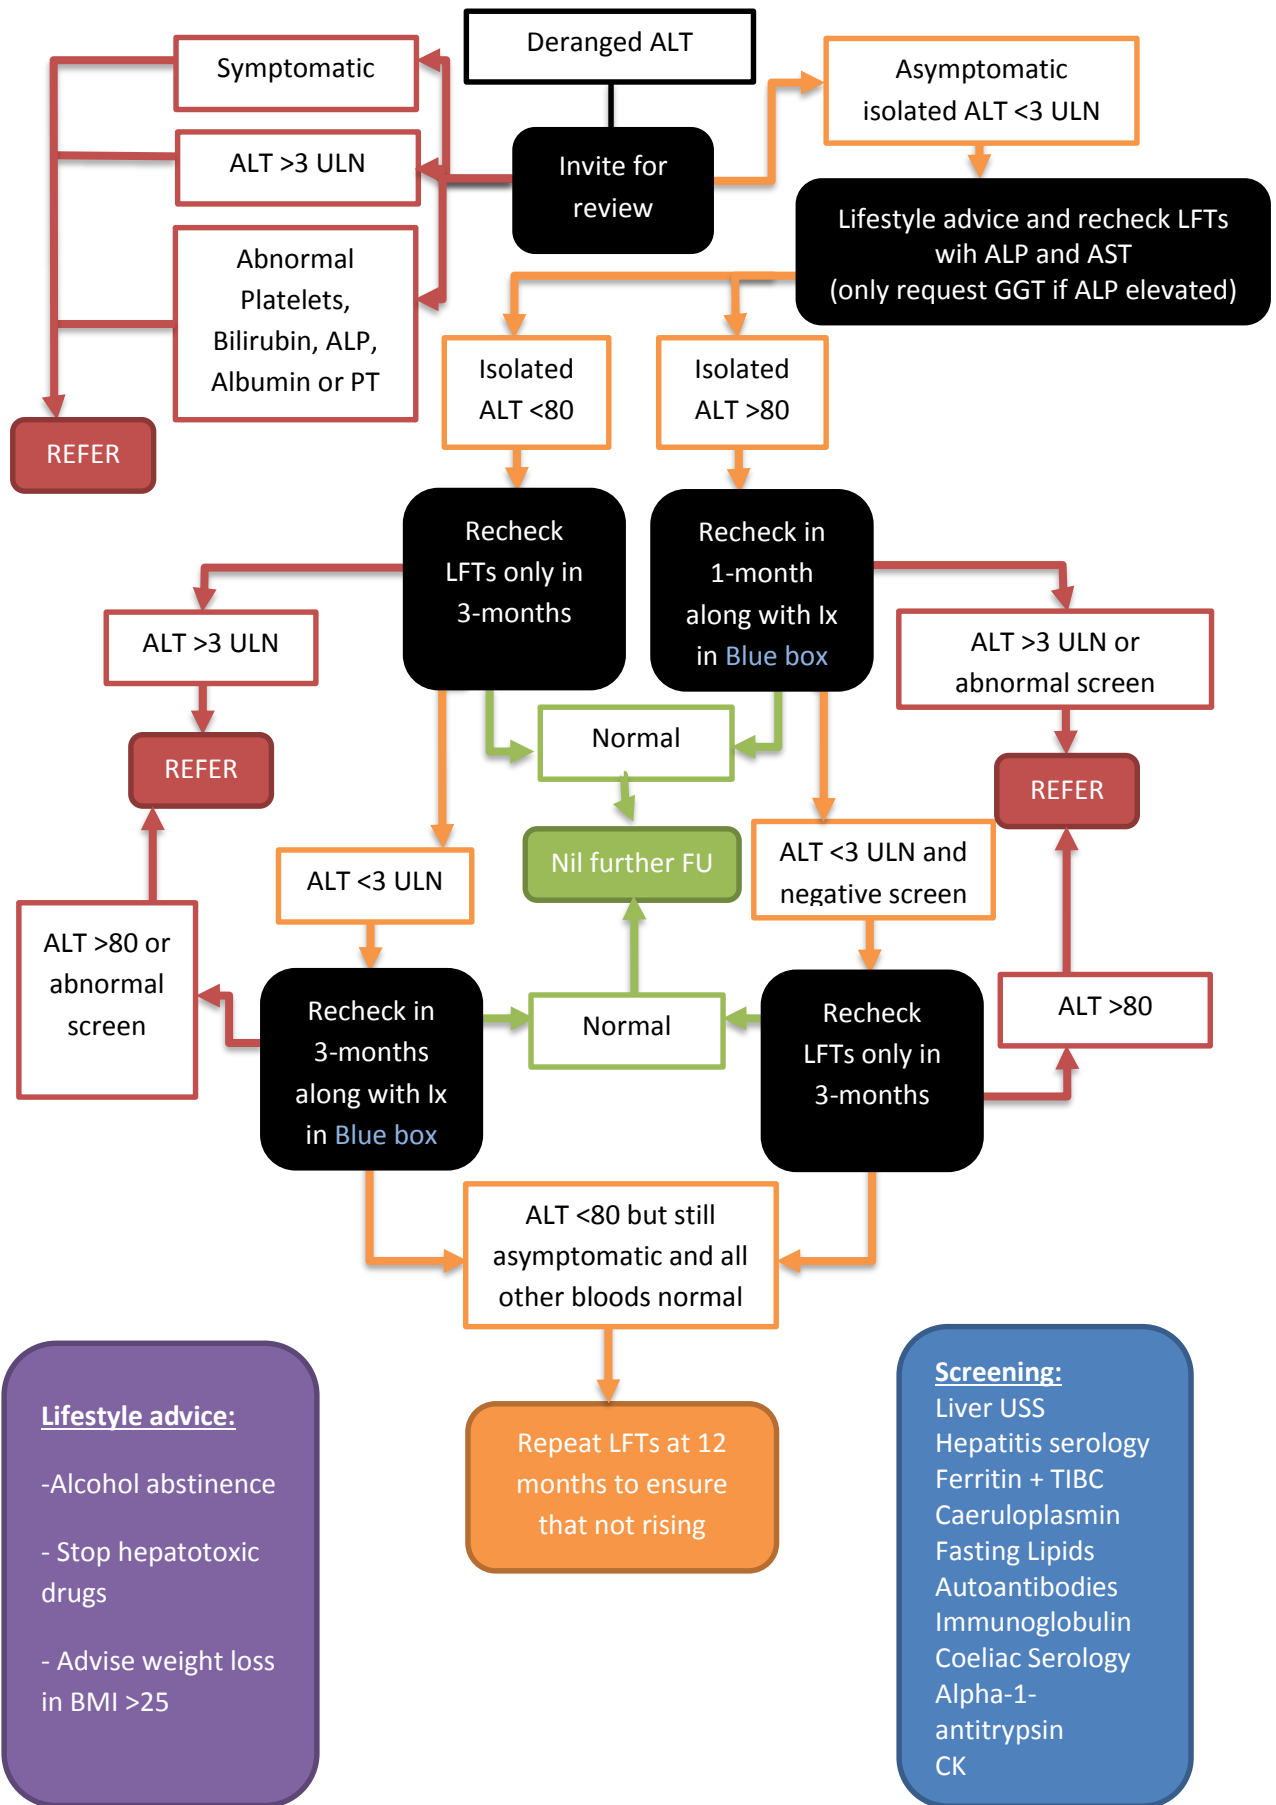 Deranged ALT
Symptomatic
Asymptomatic
isolated ALT <3 ULN
ALT >3 ULN
Invite for
review
Lifestyle advice and recheck LFTs
wih ALP and AST
(only request GGT if ALP elevated)
Abnormal
Platelets,
Bilirubin, ALP,
Albumin or PT
Isolated
ALT <80
Isolated
ALT >80
REFER
Recheck
LFTs only in
3-months
Recheck in
1-month
along with Ix
in Blue box
ALT >3 ULN
ALT >3 ULN or
abnormal screen
Normal
REFER
REFER
ALT <3 ULN
Nil further FU
ALT <3 ULN and
negative screen
ALT >80 or
abnormal
screen
Recheck in
3-months
along with Ix
in Blue box
Normal
Recheck
LFTs only in
3-months
ALT >80
ALT <80 but still
asymptomatic and all
other bloods normal
Lifestyle advice:
-Alcohol abstinence
- Stop hepatotoxic
drugs
- Advise weight loss
in BMI >25
Repeat LFTs at 12
months to ensure
that not rising
Screening:
Liver USS
Hepatitis serology
Ferritin + TIBC
Caeruloplasmin
Fasting Lipids
Autoantibodies
Immunoglobulin
Coeliac Serology
Alpha-1-
antitrypsin
CK